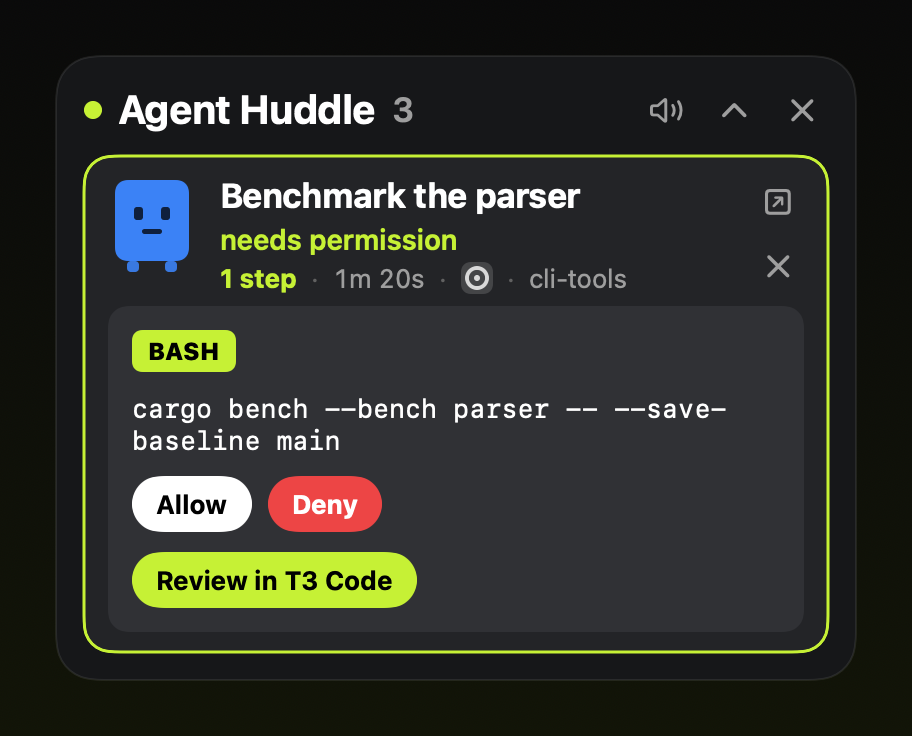 Agent Huddle 3
Benchmark the parser
needs permission
1 step · 1m 20s · · cli-tools
BASH
cargo bench --bench parser -- --save-
baseline main
Allow Deny
Review in T3 Code